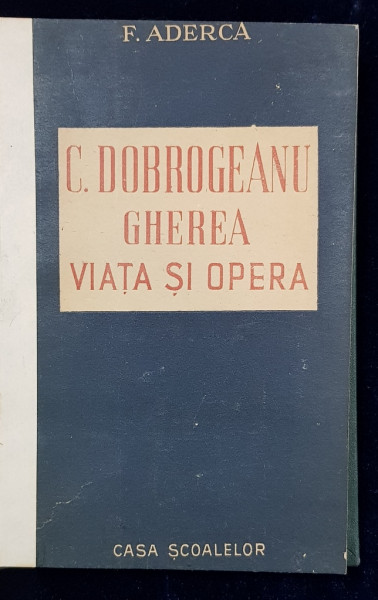 F. ADERCA
C. DOBROGEANU
GHEREA
VIAȚA ȘI OPERA
CASA ȘCOALELOR